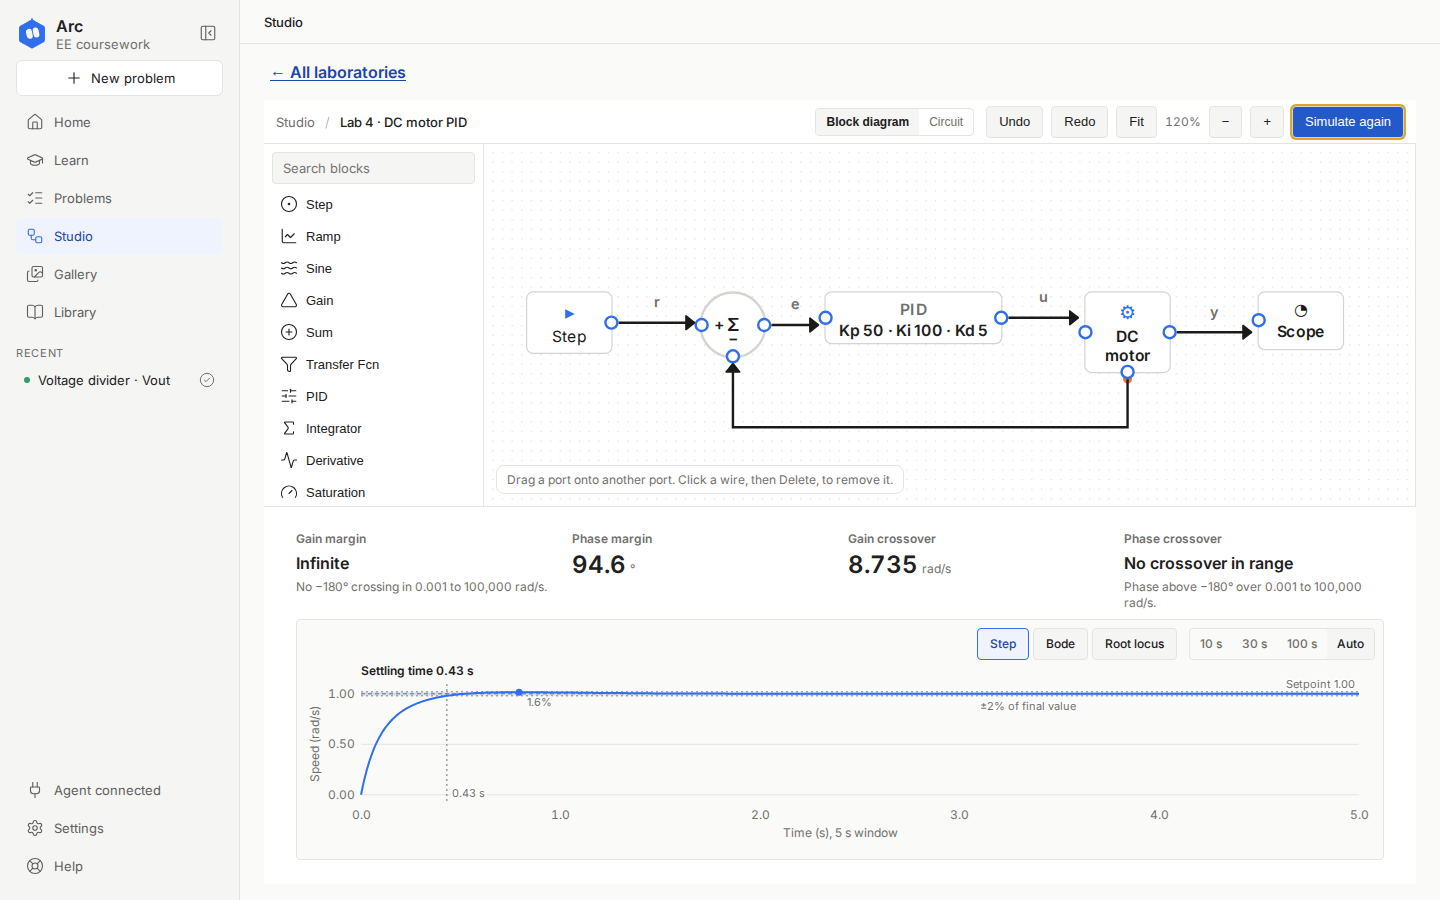 Arc
EE coursework
New problem
Home
Learn
Problems
Studio
Gallery
Library
RECENT
Voltage divider · Vout
Agent connected
Settings
Help
Studio
← All laboratories
Studio / Lab 4 · DC motor PID
Block diagram Circuit Undo Redo Fit 120% − + Simulate again
Search blocks
Step
Ramp
Sine
Gain
Sum
Transfer Fcn
PID
Integrator
Derivative
Saturation
Step
r
+ Σ
−
e
PID
Kp 50 · Ki 100 · Kd 5
u
DC
motor
y
Scope
Drag a port onto another port. Click a wire, then Delete, to remove it.
Gain margin
Infinite
No −180° crossing in 0.001 to 100,000 rad/s.
Phase margin
94.6 °
Gain crossover
8.735 rad/s
Phase crossover
No crossover in range
Phase above −180° over 0.001 to 100,000
rad/s.
Step Bode Root locus 10 s 30 s 100 s Auto
Settling time 0.43 s
Setpoint 1.00
1.00
1.6%
±2% of final value
Speed (rad/s)
0.50
0.00
0.43 s
0.0 1.0 2.0 3.0 4.0 5.0
Time (s), 5 s window